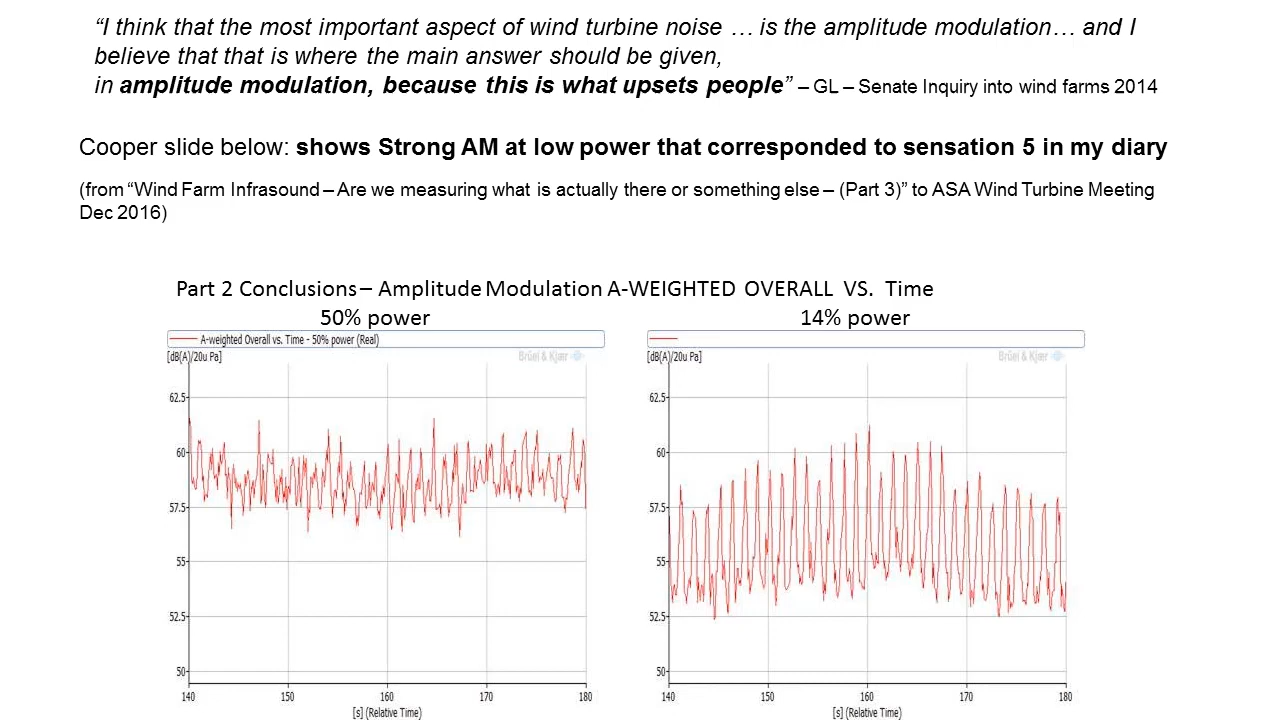 “I think that the most important aspect of wind turbine noise … is the amplitude modulation… and I
believe that that is where the main answer should be given,
in amplitude modulation, because this is what upsets people” – GL – Senate Inquiry into wind farms 2014
Cooper slide below: shows Strong AM at low power that corresponded to sensation 5 in my diary
(from “Wind Farm Infrasound – Are we measuring what is actually there or something else – (Part 3)” to ASA Wind Turbine Meeting
Dec 2016)
Part 2 Conclusions – Amplitude Modulation A-WEIGHTED OVERALL VS. Time
50% power
A-weighted Overall vs. Time - 50% power (Real)
[dB(A)/20u Pa]
Brüel & Kjær
62.5
60
57.5
55
52.5
50
140 150 160 170 180
[s] (Relative Time)
14% power
[dB(A)/20u Pa]
Brüel & Kjær
62.5
60
57.5
55
52.5
50
140 150 160 170 180
[s] (Relative Time)